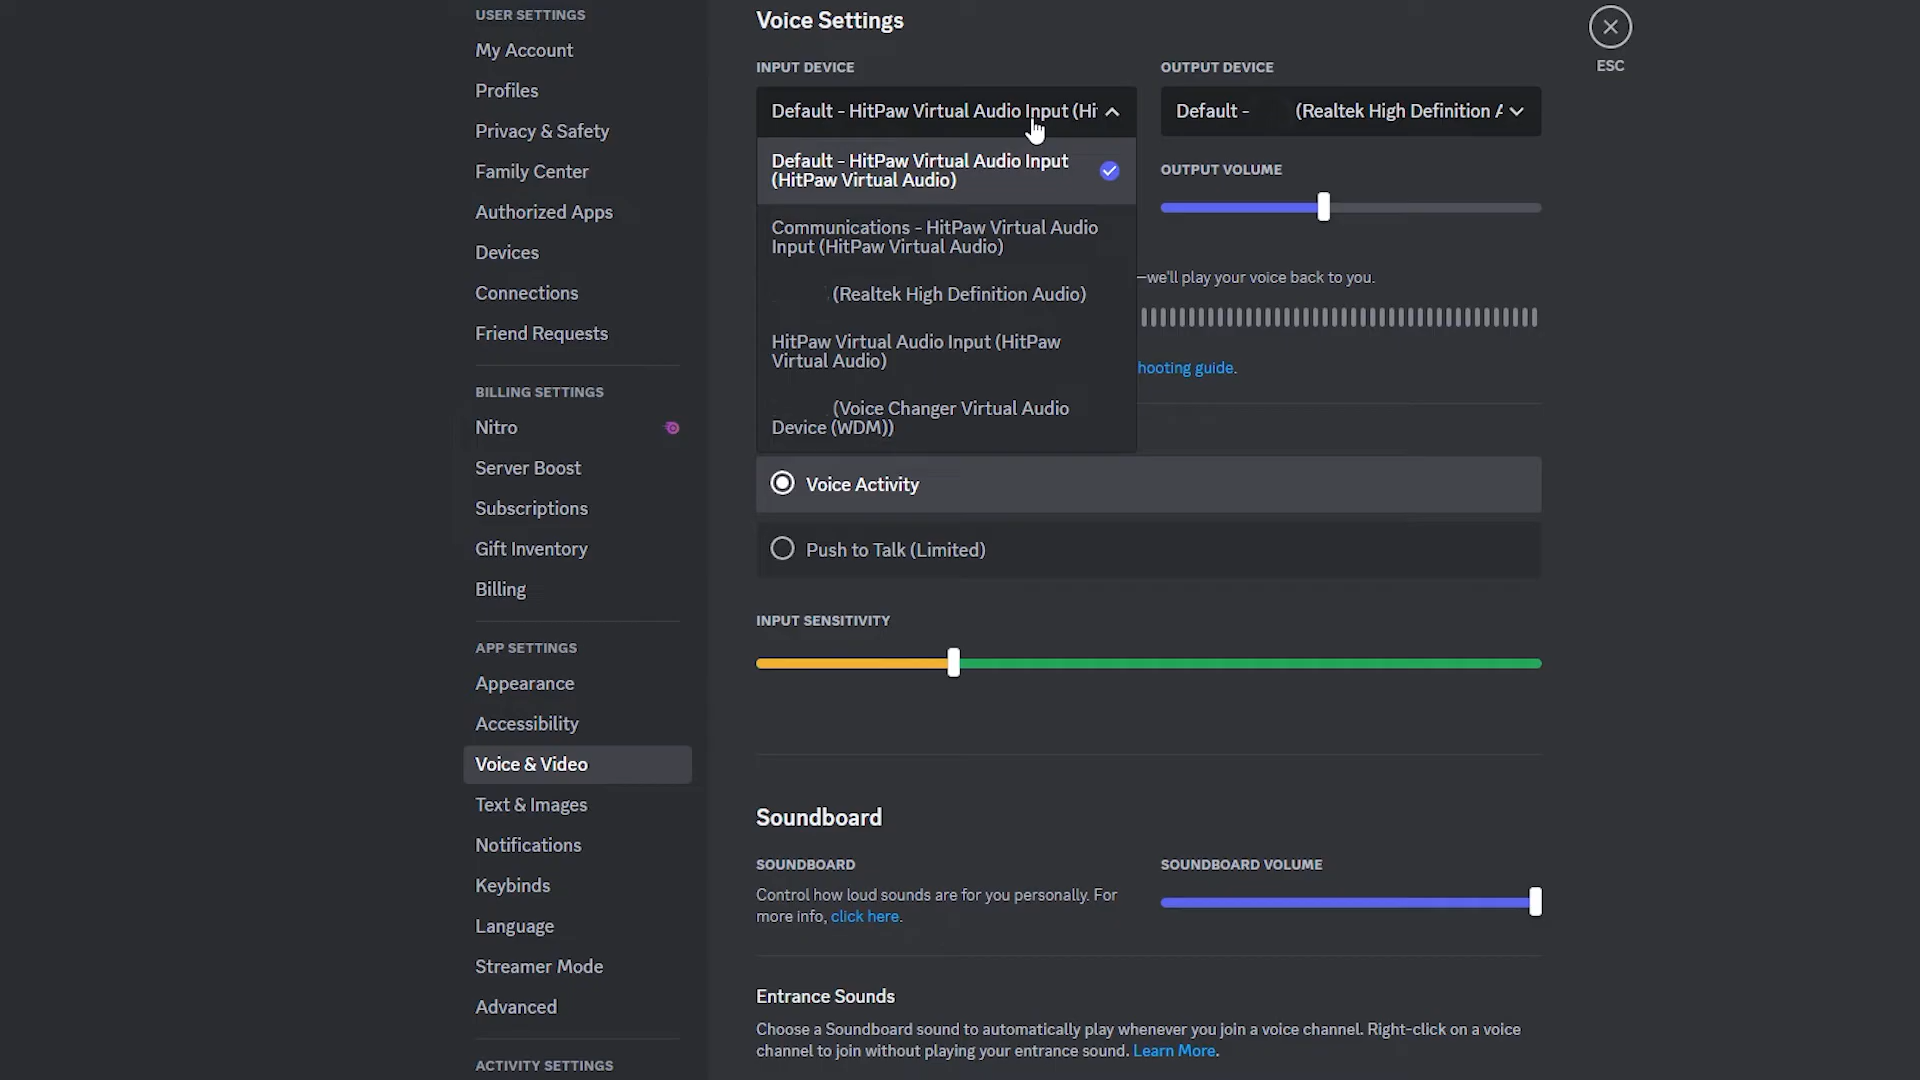 USER SETTINGS
My Account
Profiles
Privacy & Safety
Family Center
Authorized Apps
Devices
Connections
Friend Requests
BILLING SETTINGS
Nitro
Server Boost
Subscriptions
Gift Inventory
Billing
APP SETTINGS
Appearance
Accessibility
Voice & Video
Text & Images
Notifications
Keybinds
Language
Streamer Mode
Advanced
ACTIVITY SETTINGS
Voice Settings
INPUT DEVICE
Default - HitPaw Virtual Audio Input (Hi
Default - HitPaw Virtual Audio Input
(HitPaw Virtual Audio)
Communications - HitPaw Virtual Audio
Input (HitPaw Virtual Audio)
(Realtek High Definition Audio)
HitPaw Virtual Audio Input (HitPaw
Virtual Audio)
(Voice Changer Virtual Audio
Device (WDM))
OUTPUT DEVICE
Default - (Realtek High Definition A
OUTPUT VOLUME
—we'll play your voice back to you.
hooting guide.
Voice Activity
Push to Talk (Limited)
INPUT SENSITIVITY
Soundboard
SOUNDBOARD
Control how loud sounds are for you personally. For
more info, click here.
SOUNDBOARD VOLUME
Entrance Sounds
Choose a Soundboard sound to automatically play whenever you join a voice channel. Right-click on a voice
channel to join without playing your entrance sound. Learn More.
ESC